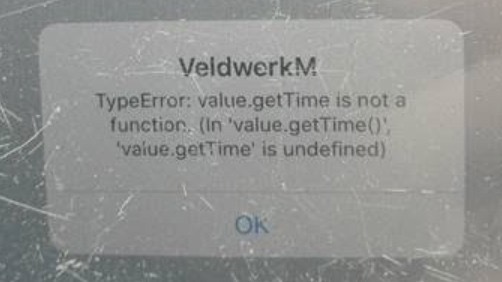 VeldwerkM
TypeError: value.getTime is not a
function. (In 'value.getTime()',
'value.getTime' is undefined)
OK